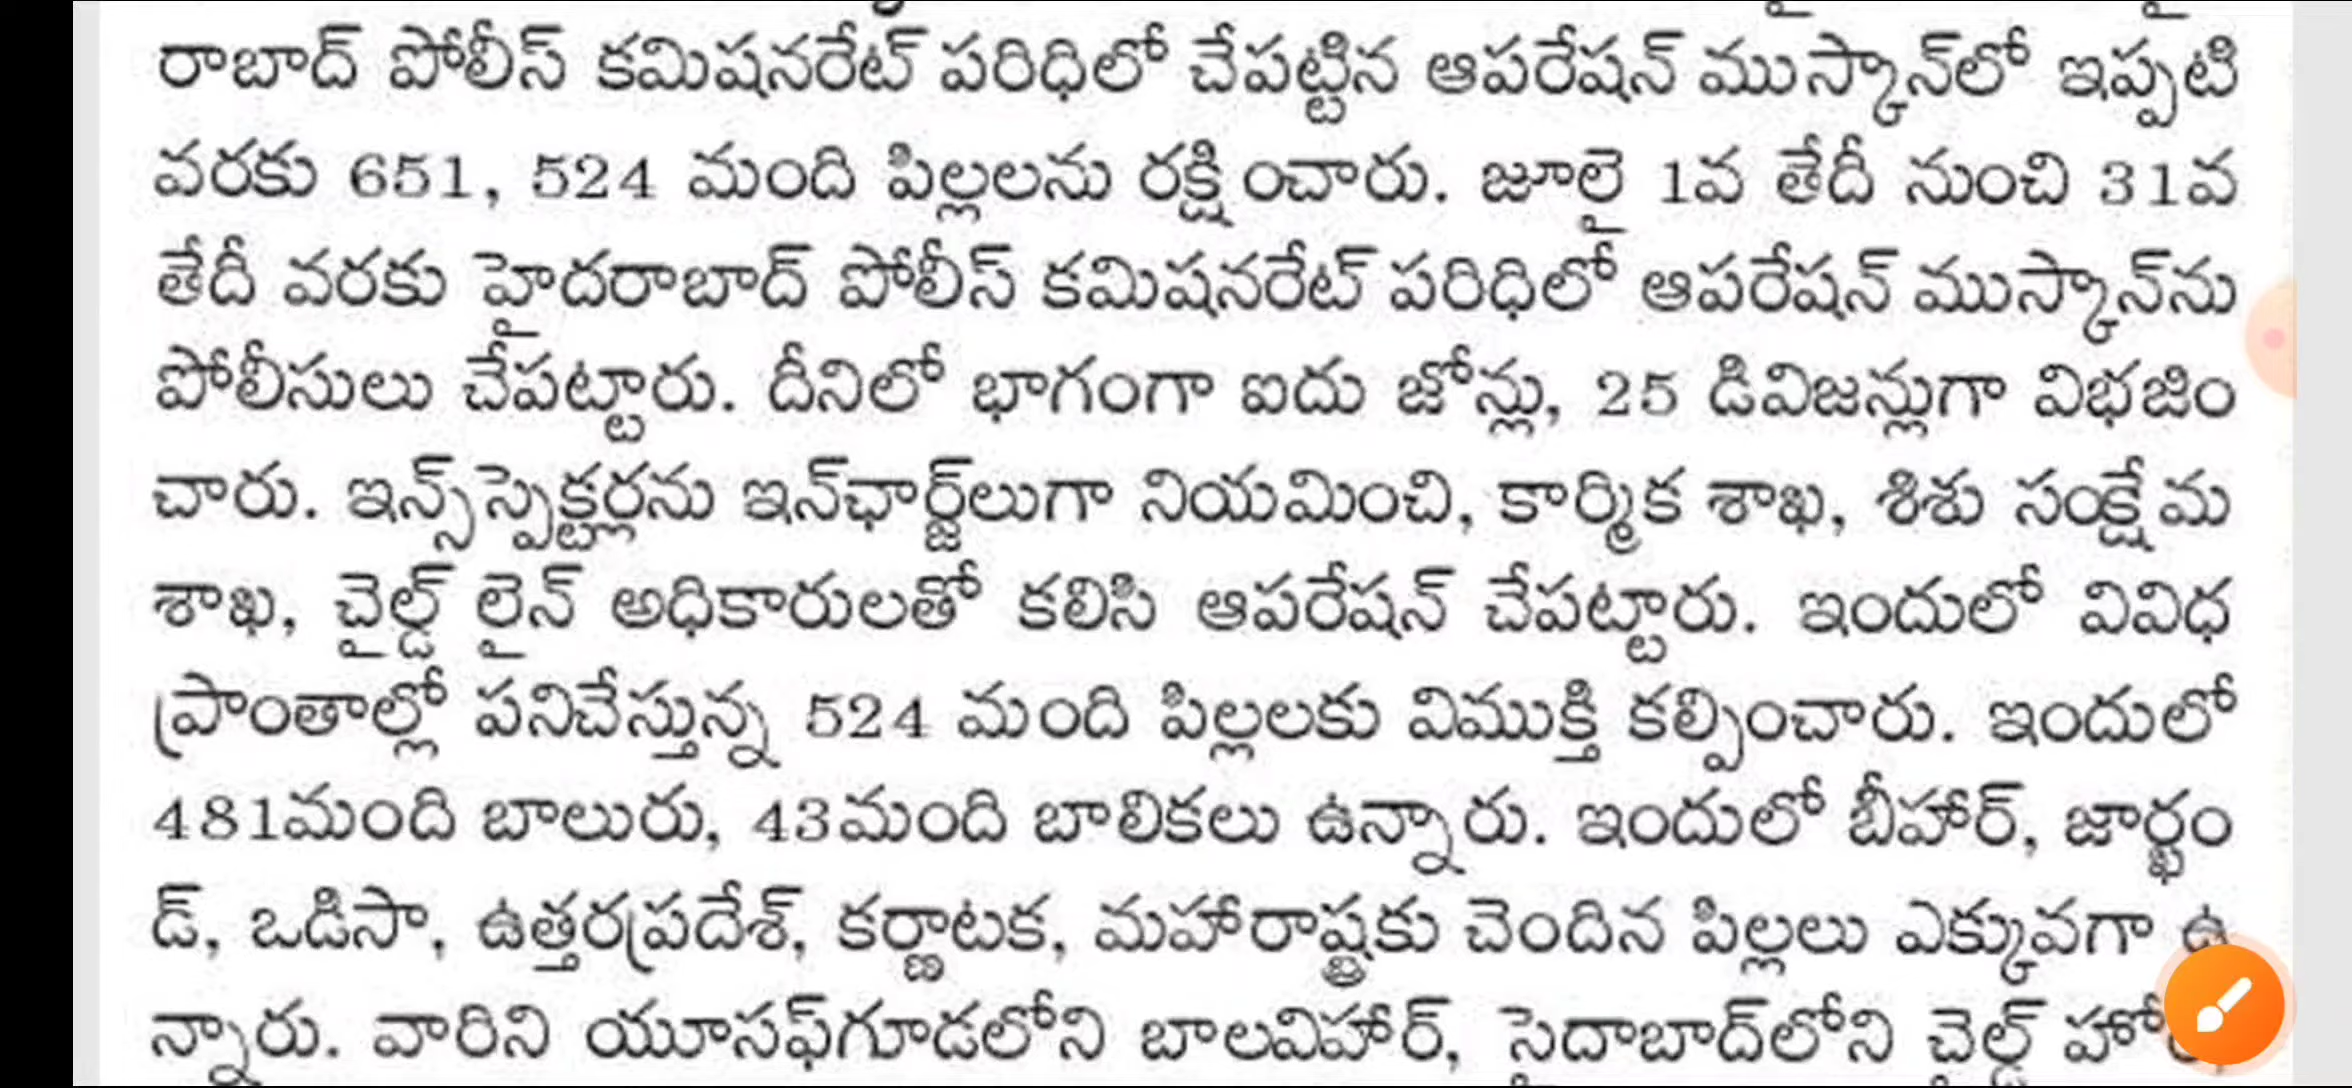 రాబాద్ పోలీస్ కమిషనరేట్ పరిధిలో చేపట్టిన ఆపరేషన్ ముస్కాన్‌లో ఇప్పటి
వరకు 651, 524 మంది పిల్లలను రక్షించారు. జూలై 1వ తేదీ నుంచి 31వ
తేదీ వరకు హైదరాబాద్ పోలీస్ కమిషనరేట్ పరిధిలో ఆపరేషన్ ముస్కాన్‌ను
పోలీసులు చేపట్టారు. దీనిలో భాగంగా ఐదు జోన్లు, 25 డివిజన్లుగా విభజిం
చారు. ఇన్స్‌స్పెక్టర్లను ఇన్‌ఛార్జ్‌లుగా నియమించి, కార్మిక శాఖ, శిశు సంక్షేమ
శాఖ, చైల్డ్ లైన్ అధికారులతో కలిసి ఆపరేషన్ చేపట్టారు. ఇందులో వివిధ
ప్రాంతాల్లో పనిచేస్తున్న 524 మంది పిల్లలకు విముక్తి కల్పించారు. ఇందులో
481మంది బాలురు, 43మంది బాలికలు ఉన్నారు. ఇందులో బీహార్, జార్ఖం
డ్, ఒడిసా, ఉత్తరప్రదేశ్, కర్ణాటక, మహారాష్ట్రకు చెందిన పిల్లలు ఎక్కువగా ఉ
న్నారు. వారిని యూసఫ్‌గూడలోని బాలవిహార్, సైదాబాద్‌లోని చైల్డ్